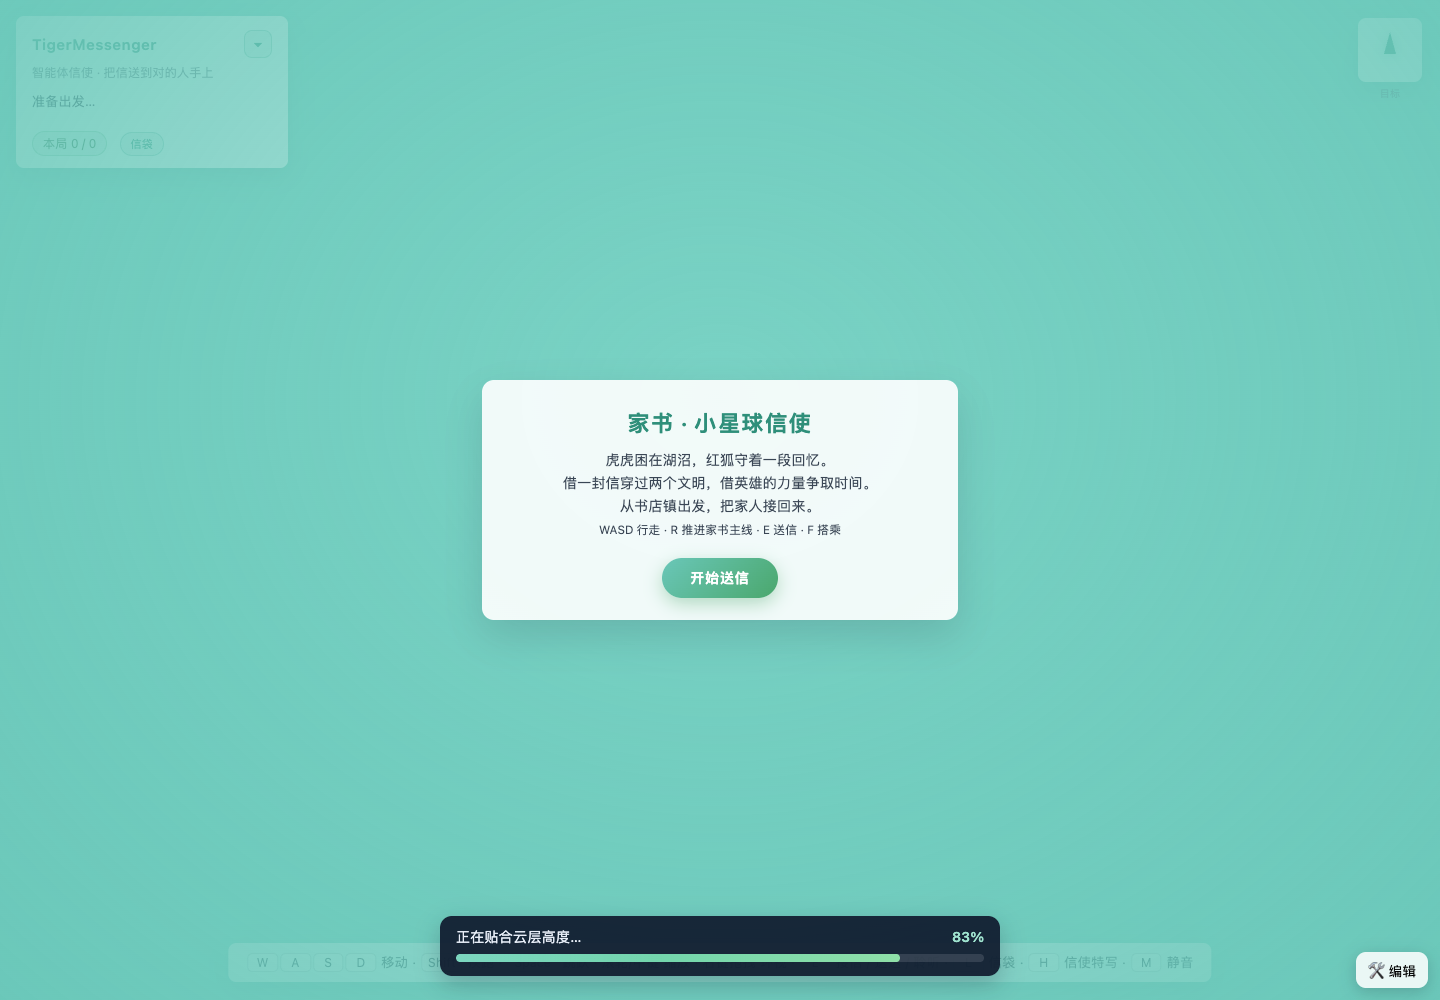 TigerMessenger
智能体信使 · 把信送到对的人手上
准备出发...
本局 0 / 0
信袋
目标
家书 · 小星球信使
虎虎困在湖沼，红狐守着一段回忆。
借一封信穿过两个文明，借英雄的力量争取时间。
从书店镇出发，把家人接回来。
WASD 行走 · R 推进家书主线 · E 送信 · F 搭乘
开始送信
正在贴合云层高度... 83%
W A S D 移动 · 袋 · H 信使特写 · M 静音
🛠️ 编辑